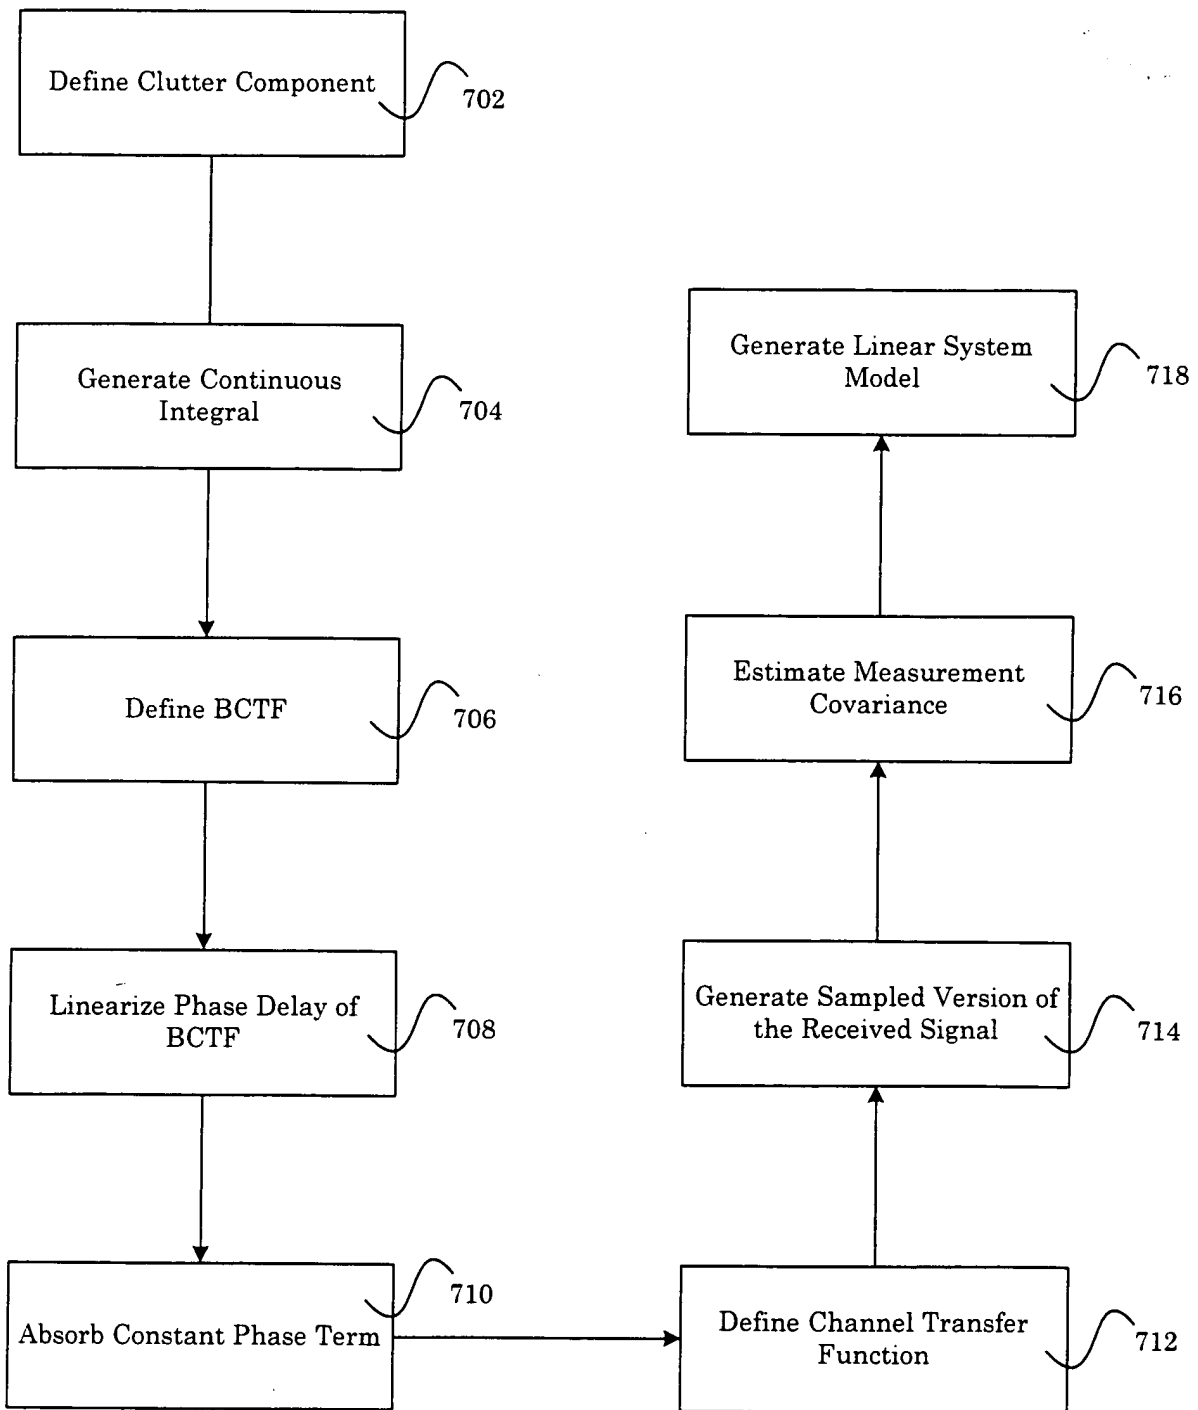 Define Clutter Component
702
Generate Continuous
Integral
704
Define BCTF
706
Linearize Phase Delay of
BCTF
708
Absorb Constant Phase Term
710
Define Channel Transfer
Function
712
Generate Sampled Version of
the Received Signal
714
Estimate Measurement
Covariance
716
Generate Linear System
Model
718